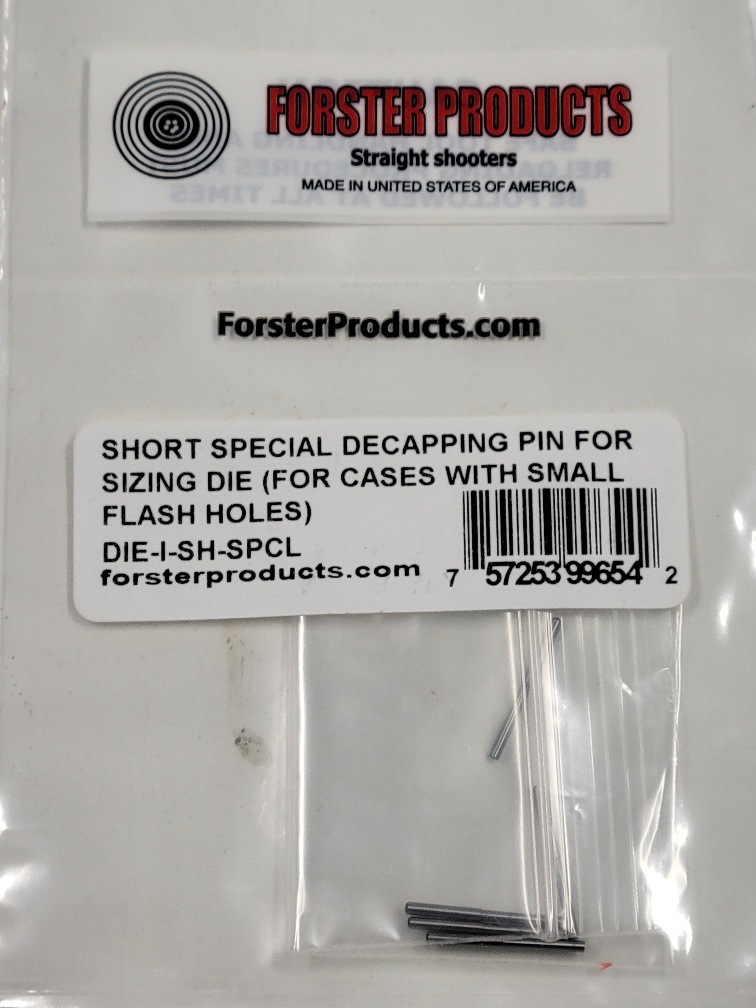 FORSTER PRODUCTS
Straight shooters
MADE IN UNITED STATES OF AMERICA
ForsterProducts.com
SHORT SPECIAL DECAPPING PIN FOR
SIZING DIE (FOR CASES WITH SMALL
FLASH HOLES)
DIE-I-SH-SPCL
forsterproducts.com
7 57253 99654 2